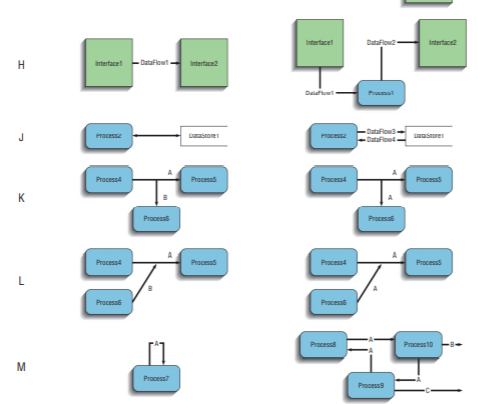 H
Interface1
DataFlow1
Interface2
Interface1
DataFlow2
Interface2
DataFlow1
Process1
J
Process2
DataStore1
Process2
DataFlow3
DataFlow4
DataStore1
K
Process4
A
Process5
B
Process6
Process4
A
Process5
A
Process6
L
Process4
A
Process5
B
Process6
Process4
A
Process5
A
Process6
M
A
Process7
Process8
A
A
Process10
B
Process9
A
C